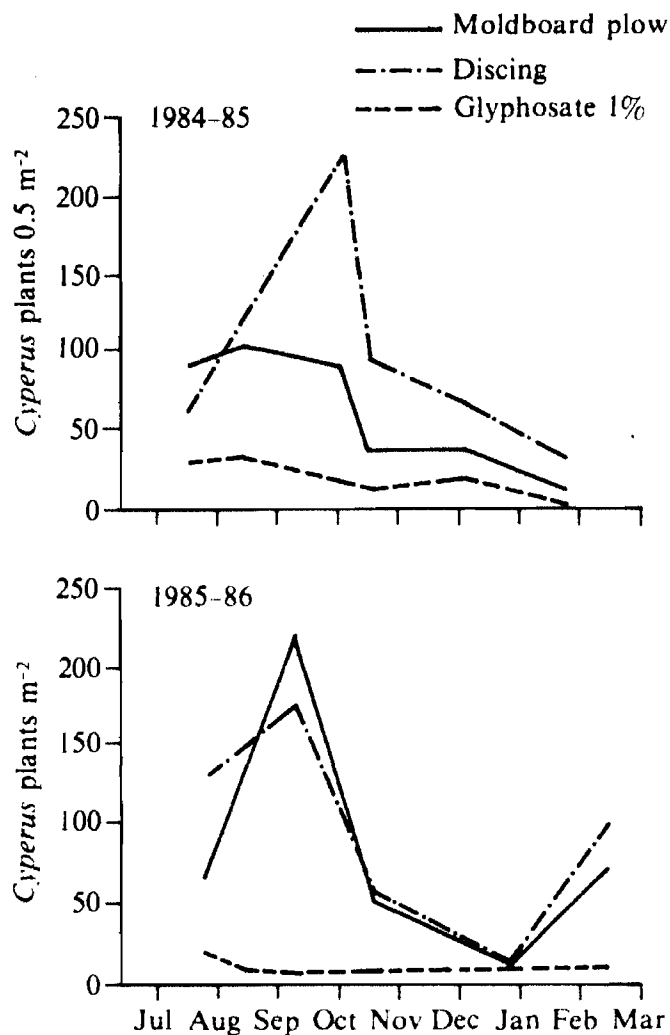 Moldboard plow
Discing
Glyphosate 1%
1984–85
Cyperus plants 0.5 m⁻²
250
200
150
100
50
0
1985–86
Cyperus plants m⁻²
250
200
150
100
50
0
Jul Aug Sep Oct Nov Dec Jan Feb Mar